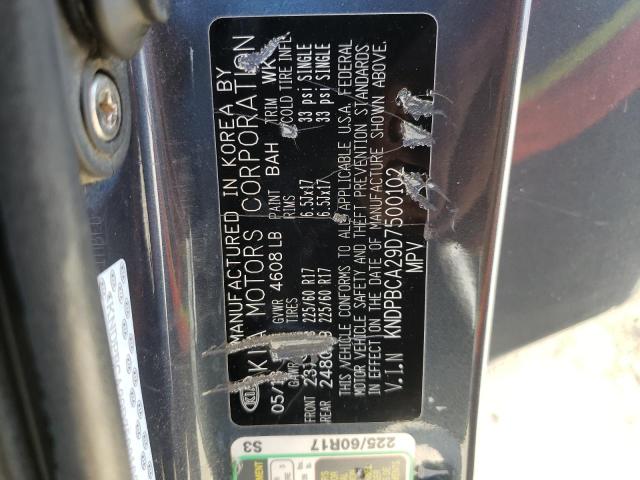 MANUFACTURED IN KOREA BY
KIA MOTORS CORPORATION
05/ GVWR 4608 LB PAINT BAH TRIM WK
GAWR TIRES RIMS COLD TIRE INFL.
FRONT 225/60 R17 6.5Jx17 33 psi SINGLE
REAR 225/60 R17 6.5Jx17 33 psi SINGLE
THIS VEHICLE CONFORMS TO ALL APPLICABLE U.S.A. FEDERAL
MOTOR VEHICLE SAFETY AND THEFT PREVENTION STANDARDS
IN EFFECT ON THE DATE OF MANUFACTURE SHOWN ABOVE.
V.I.N KNDPBCA29D7500102
MPV
225/60R17
S3